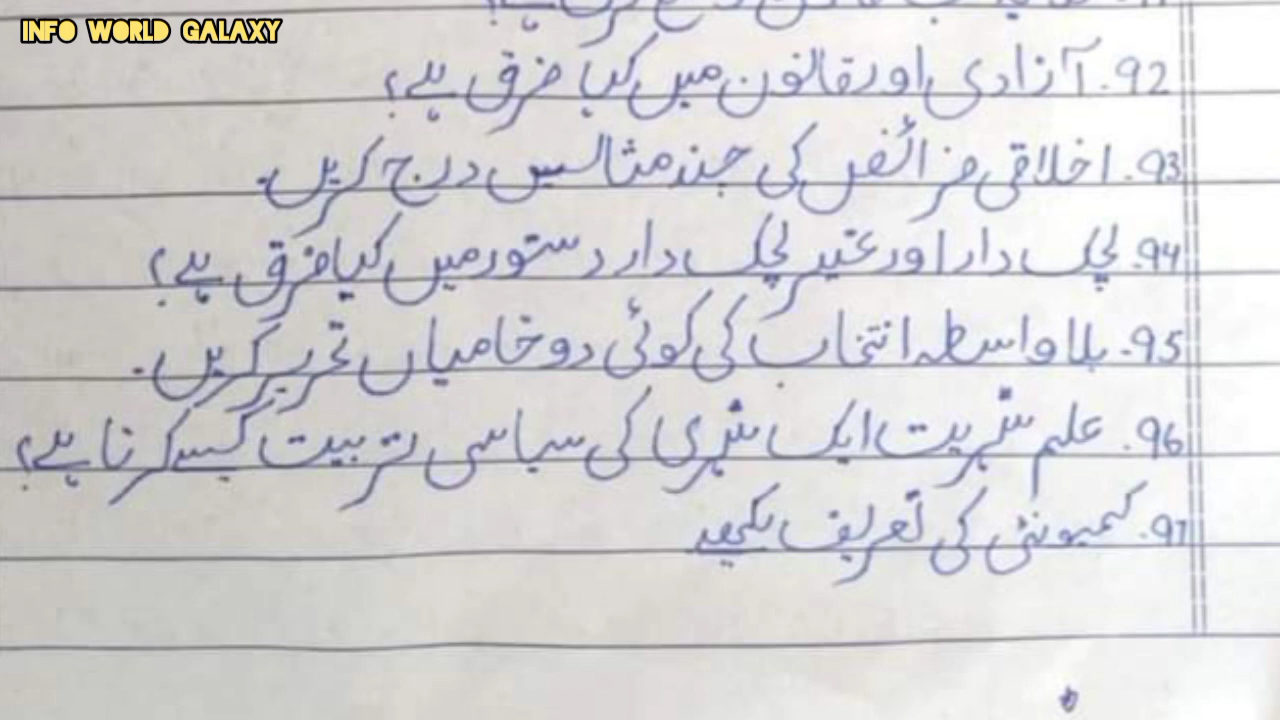 INFO WORLD GALAXY
92. آزادی اور قانون میں کیا فرق ہے؟
93. اخلاقی فرائض کی چند مثالیں درج کریں۔
94. لچک دار اور غیر لچک دار دستور میں کیا فرق ہے؟
95. بلا واسطہ انتخاب کی کوئی دو خامیاں تحریر کریں۔
96. علم شہریت ایک شہری کی سیاسی تربیت کیسے کرتا ہے؟
97. کمیونٹی کی تعریف لکھیے